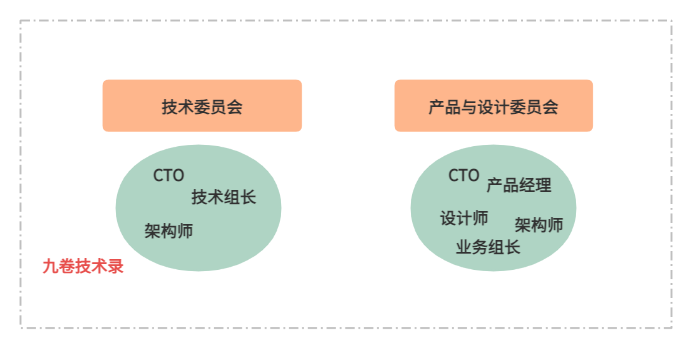 技术委员会
产品与设计委员会
CTO
技术组长
架构师
CTO
产品经理
设计师
架构师
业务组长
九卷技术录